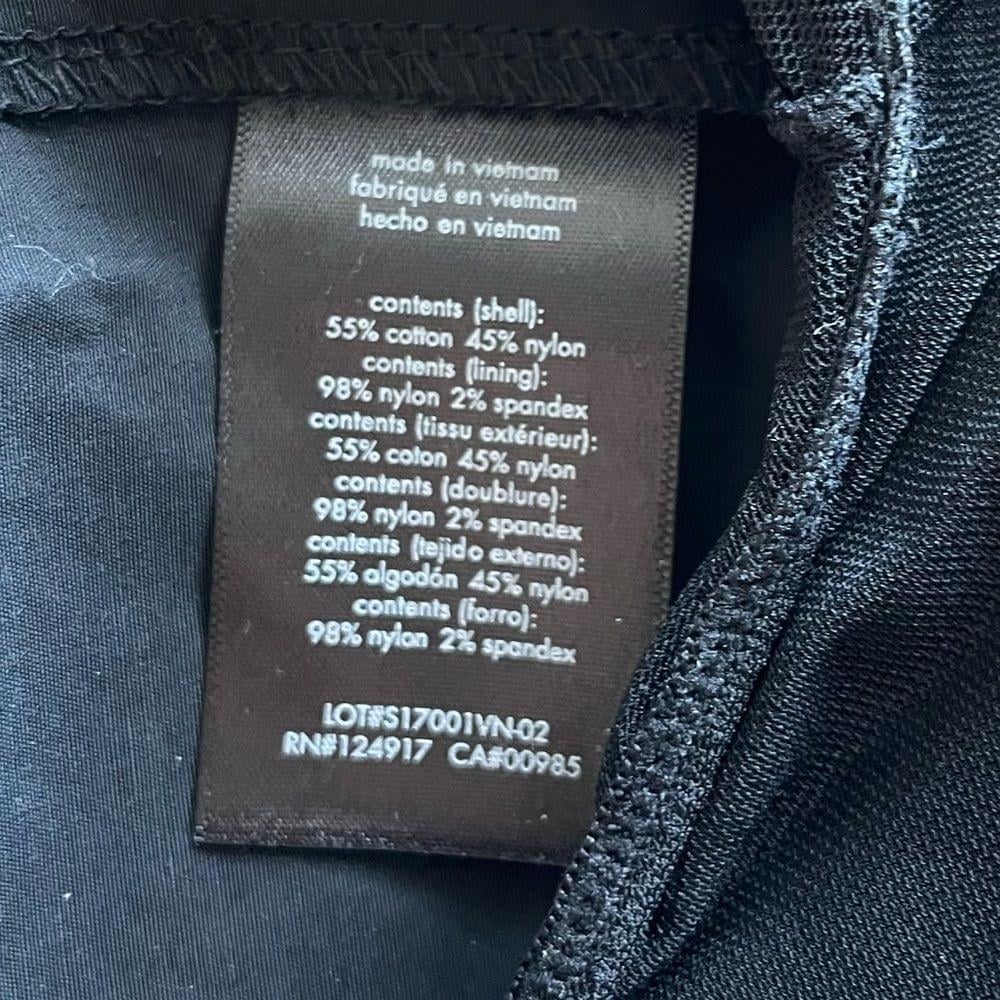 made in vietnam
fabriqué en vietnam
hecho en vietnam
contents (shell):
55% cotton 45% nylon
contents (lining):
98% nylon 2% spandex
contents (tissu extérieur):
55% coton 45% nylon
contents (doublure):
98% nylon 2% spandex
contents (tejido externo):
55% algodón 45% nylon
contents (forro):
98% nylon 2% spandex
LOT#S17001VN-02
RN#124917 CA#00985